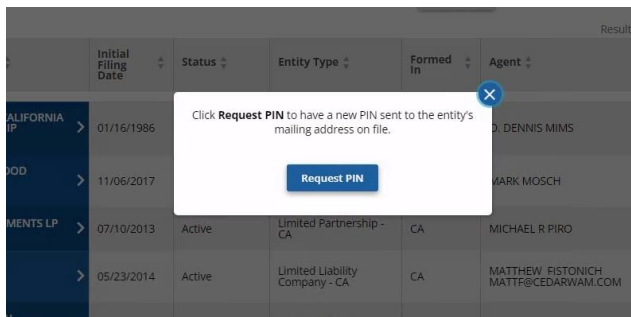 Result
Initial
Filing
Date
Status
Entity Type
Formed
In
Agent
Click Request PIN to have a new PIN sent to the entity's
mailing address on file.
Request PIN
CALIFORNIA
01/16/1986
D. DENNIS MIMS
11/06/2017
MARK MOSCH
MENTS LP
07/10/2013
Active
Limited Partnership -
CA
CA
MICHAEL R PIRO
05/23/2014
Active
Limited Liability
Company - CA
CA
MATTHEW FISTONICH
MATTF@CEDARWAM.COM